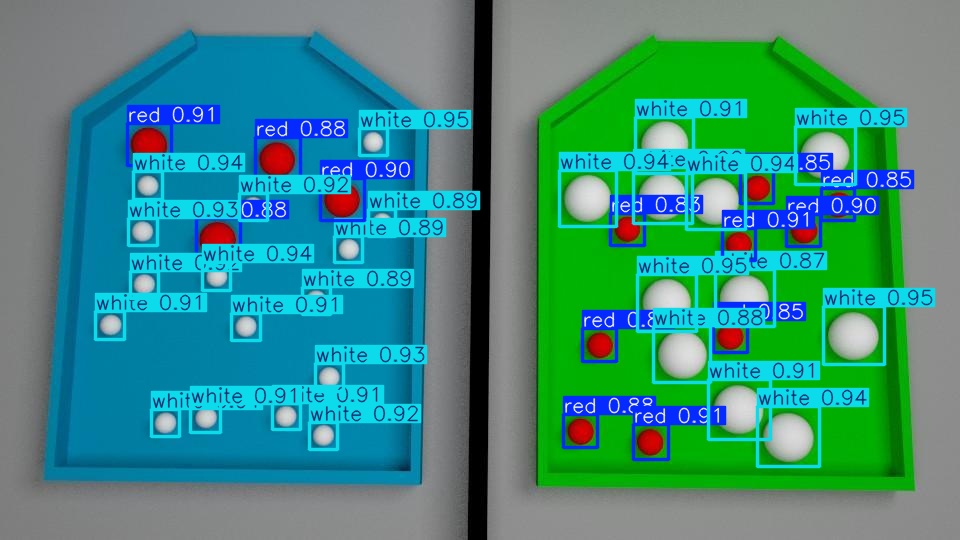 red 0.91
red 0.88
white 0.95
white 0.94
red 0.90
white 0.92
white 0.89
white 0.93
0.88
white 0.89
white 0.94
white
white 0.89
white 0.91
white 0.91
white 0.93
white 0.91
0.91
white 0.92
white 0.91
white 0.95
white 0.94
white 0.94
.85
red 0.85
red 0.83
red 0.90
red 0.91
white 0.95
0.87
white 0.95
red 0.8
white 0.88
0.85
white 0.91
white 0.94
red 0.88
red 0.91